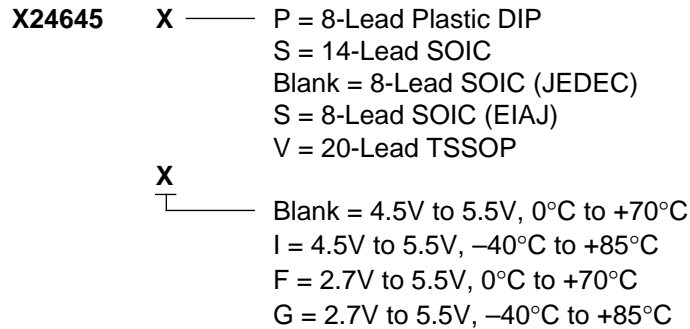 X24645 X P = 8-Lead Plastic DIP
S = 14-Lead SOIC
Blank = 8-Lead SOIC (JEDEC)
S = 8-Lead SOIC (EIAJ)
V = 20-Lead TSSOP
X
Blank = 4.5V to 5.5V, 0°C to +70°C
I = 4.5V to 5.5V, –40°C to +85°C
F = 2.7V to 5.5V, 0°C to +70°C
G = 2.7V to 5.5V, –40°C to +85°C